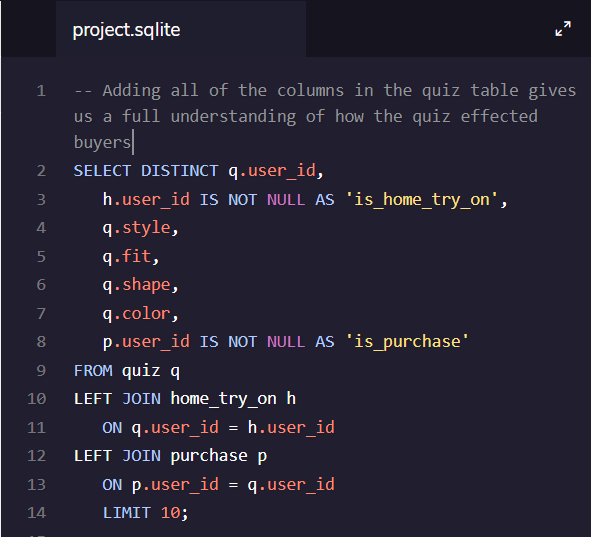 project.sqlite
1 -- Adding all of the columns in the quiz table gives
us a full understanding of how the quiz effected
buyers
2 SELECT DISTINCT q.user_id,
3 h.user_id IS NOT NULL AS 'is_home_try_on',
4 q.style,
5 q.fit,
6 q.shape,
7 q.color,
8 p.user_id IS NOT NULL AS 'is_purchase'
9 FROM quiz q
10 LEFT JOIN home_try_on h
11 ON q.user_id = h.user_id
12 LEFT JOIN purchase p
13 ON p.user_id = q.user_id
14 LIMIT 10;